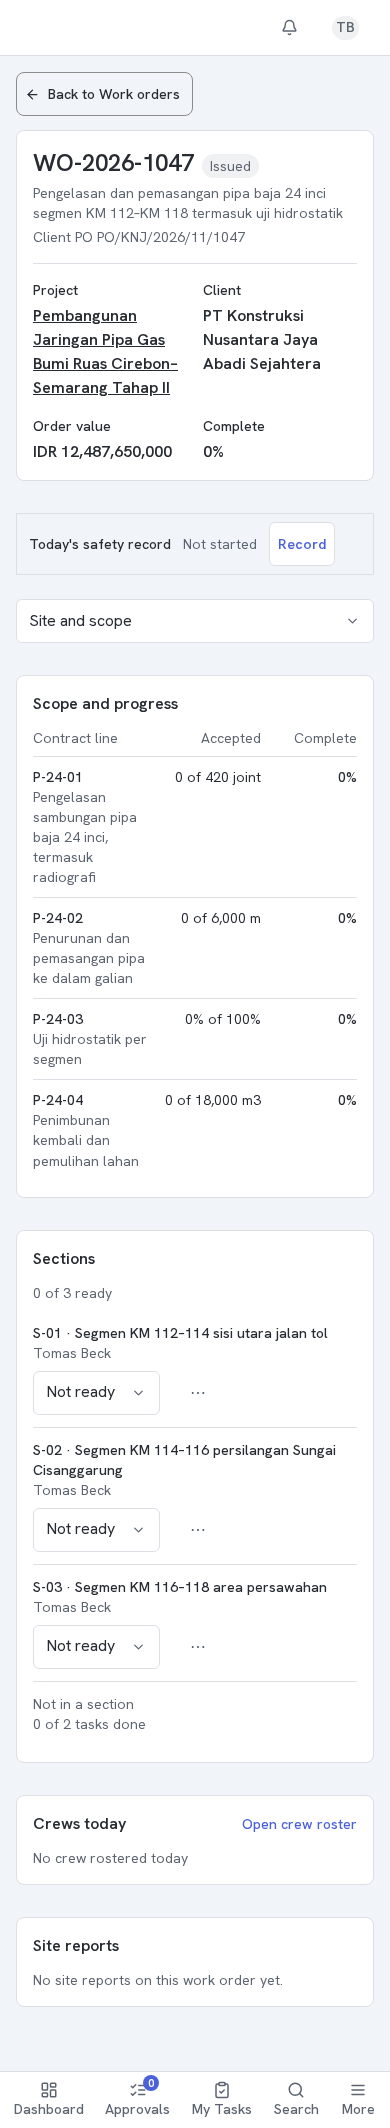 TB
Back to Work orders
WO-2026-1047 Issued
Pengelasan dan pemasangan pipa baja 24 inci
segmen KM 112–KM 118 termasuk uji hidrostatik
Client PO PO/KNJ/2026/11/1047
Project
Pembangunan
Jaringan Pipa Gas
Bumi Ruas Cirebon–
Semarang Tahap II
Client
PT Konstruksi
Nusantara Jaya
Abadi Sejahtera
Order value
IDR 12,487,650,000
Complete
0%
Today's safety record Not started Record
Site and scope
Scope and progress
Contract line Accepted Complete
P-24-01 0 of 420 joint 0%
Pengelasan
sambungan pipa
baja 24 inci,
termasuk
radiografi
P-24-02 0 of 6,000 m 0%
Penurunan dan
pemasangan pipa
ke dalam galian
P-24-03 0% of 100% 0%
Uji hidrostatik per
segmen
P-24-04 0 of 18,000 m3 0%
Penimbunan
kembali dan
pemulihan lahan
Sections
0 of 3 ready
S-01 · Segmen KM 112–114 sisi utara jalan tol
Tomas Beck
Not ready
S-02 · Segmen KM 114–116 persilangan Sungai
Cisanggarung
Tomas Beck
Not ready
S-03 · Segmen KM 116–118 area persawahan
Tomas Beck
Not ready
Not in a section
0 of 2 tasks done
Crews today Open crew roster
No crew rostered today
Site reports
No site reports on this work order yet.
0
Dashboard Approvals My Tasks Search More